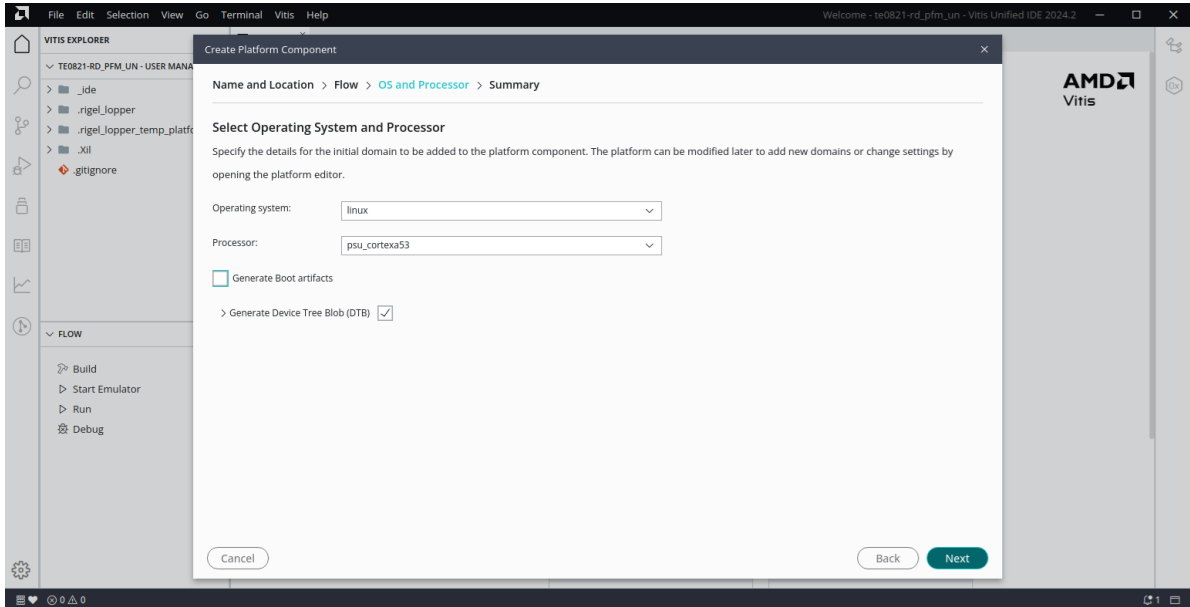 File Edit Selection View Go Terminal Vitis Help
Welcome - te0821-rd_pfm_un - Vitis Unified IDE 2024.2
VITIS EXPLORER
TE0821-RD_PFM_UN - USER MANA
_ide
.rigel_lopper
.rigel_lopper_temp_platfo
.Xil
.gitignore
FLOW
Build
Start Emulator
Run
Debug
Create Platform Component
Name and Location > Flow > OS and Processor > Summary
Select Operating System and Processor
Specify the details for the initial domain to be added to the platform component. The platform can be modified later to add new domains or change settings by
opening the platform editor.
Operating system:
linux
Processor:
psu_cortexa53
Generate Boot artifacts
Generate Device Tree Blob (DTB)
Cancel
Back
Next
AMD
Vitis
0 0
1